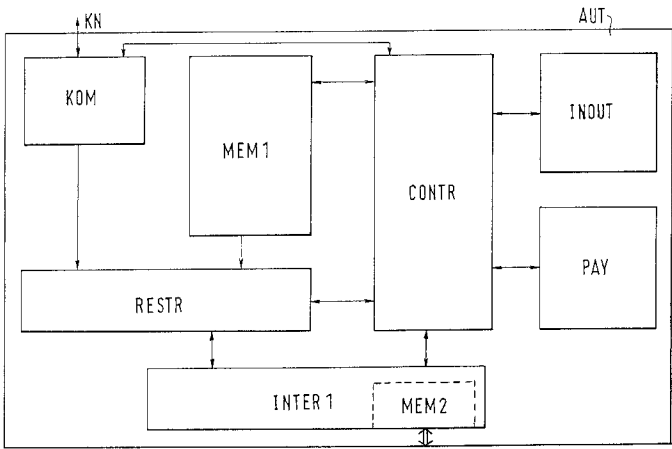 KN
AUT
KOM
MEM1
CONTR
INOUT
PAY
RESTR
INTER1
MEM2